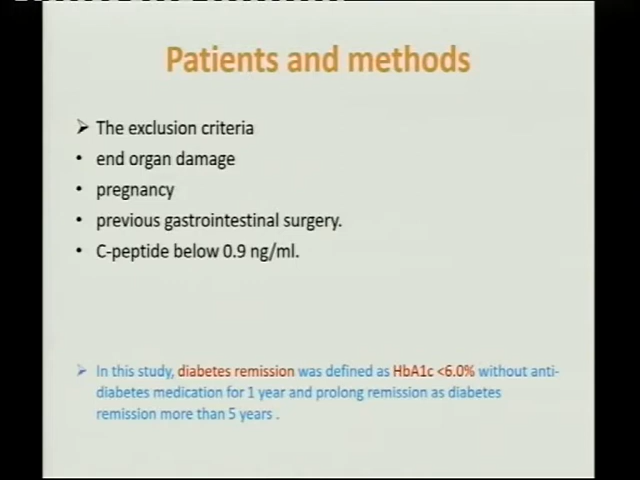 Patients and methods
➢ The exclusion criteria
• end organ damage
• pregnancy
• previous gastrointestinal surgery.
• C-peptide below 0.9 ng/ml.
➢ In this study, diabetes remission was defined as HbA1c <6.0% without anti-
diabetes medication for 1 year and prolong remission as diabetes
remission more than 5 years .